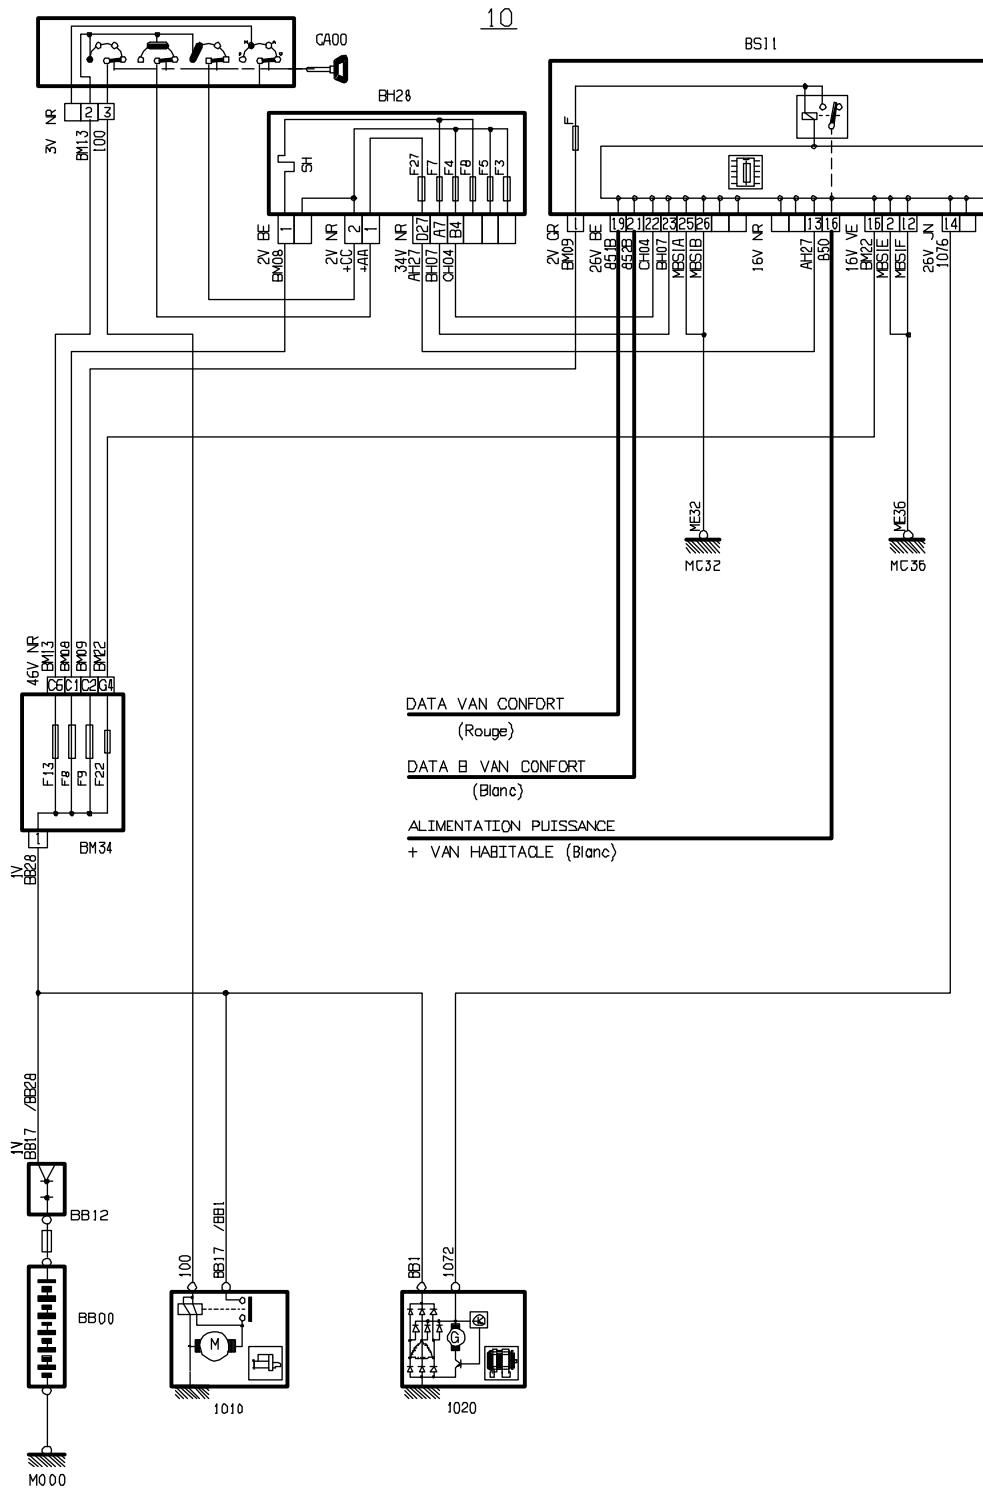 10
CA00
3V NR
2
3
BM13
100
BH28
SH
F27
F7
F4
F8
F5
F3
2V BE
1
BM08
2V NR
2
1
+CC
+AA
34V NR
D27
A7
B4
AH27
BH07
CH04
BSI1
F
2V GR
1
BM09
26V BE
19
21
22
23
25
26
851B
852B
CH04
BH07
MBS1A
MBS1B
16V NR
13
16
AH27
B50
16V VE
15
2
12
BM22
MBS1E
MBS1F
26V JN
14
1076
ME32
MC32
ME36
MC36
46V NR
BM13
BM08
BM09
BM22
C6
C1
C2
G4
F13
F8
F9
F22
1
BM34
1V
BB28
DATA VAN CONFORT
(Rouge)
DATA B VAN CONFORT
(Blanc)
ALIMENTATION PUISSANCE
+ VAN HABITACLE (Blanc)
1V
BB17 /BB28
BB12
BB00
M000
100
BB17 /BB1
M
1010
BB1
1072
G
1020